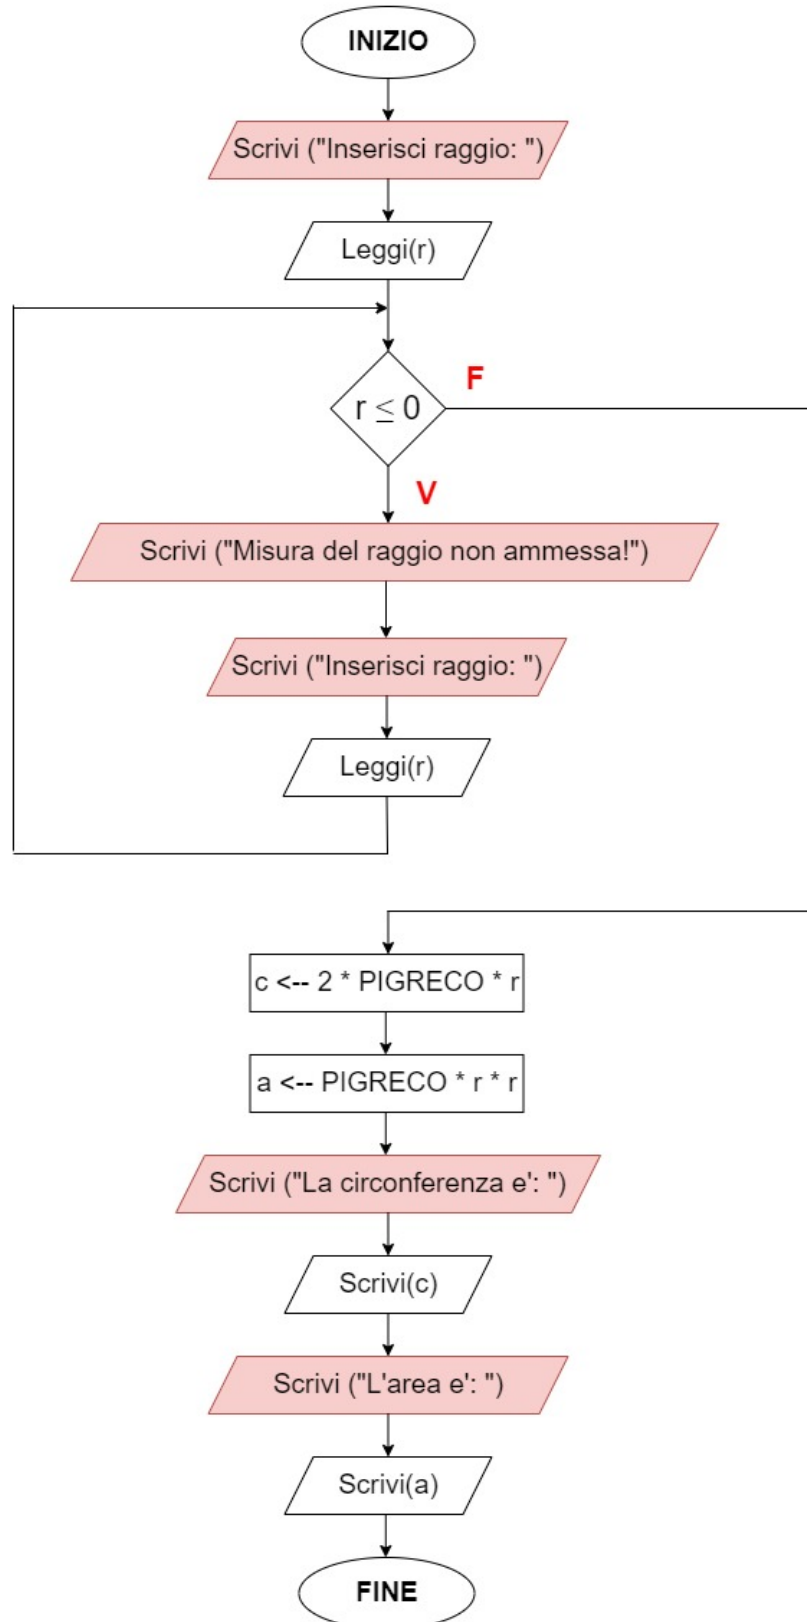 INIZIO
Scrivi ("Inserisci raggio: ")
Leggi(r)
F
r ≤ 0
V
Scrivi ("Misura del raggio non ammessa!")
Scrivi ("Inserisci raggio: ")
Leggi(r)
c <-- 2 * PIGRECO * r
a <-- PIGRECO * r * r
Scrivi ("La circonferenza e': ")
Scrivi(c)
Scrivi ("L'area e': ")
Scrivi(a)
FINE